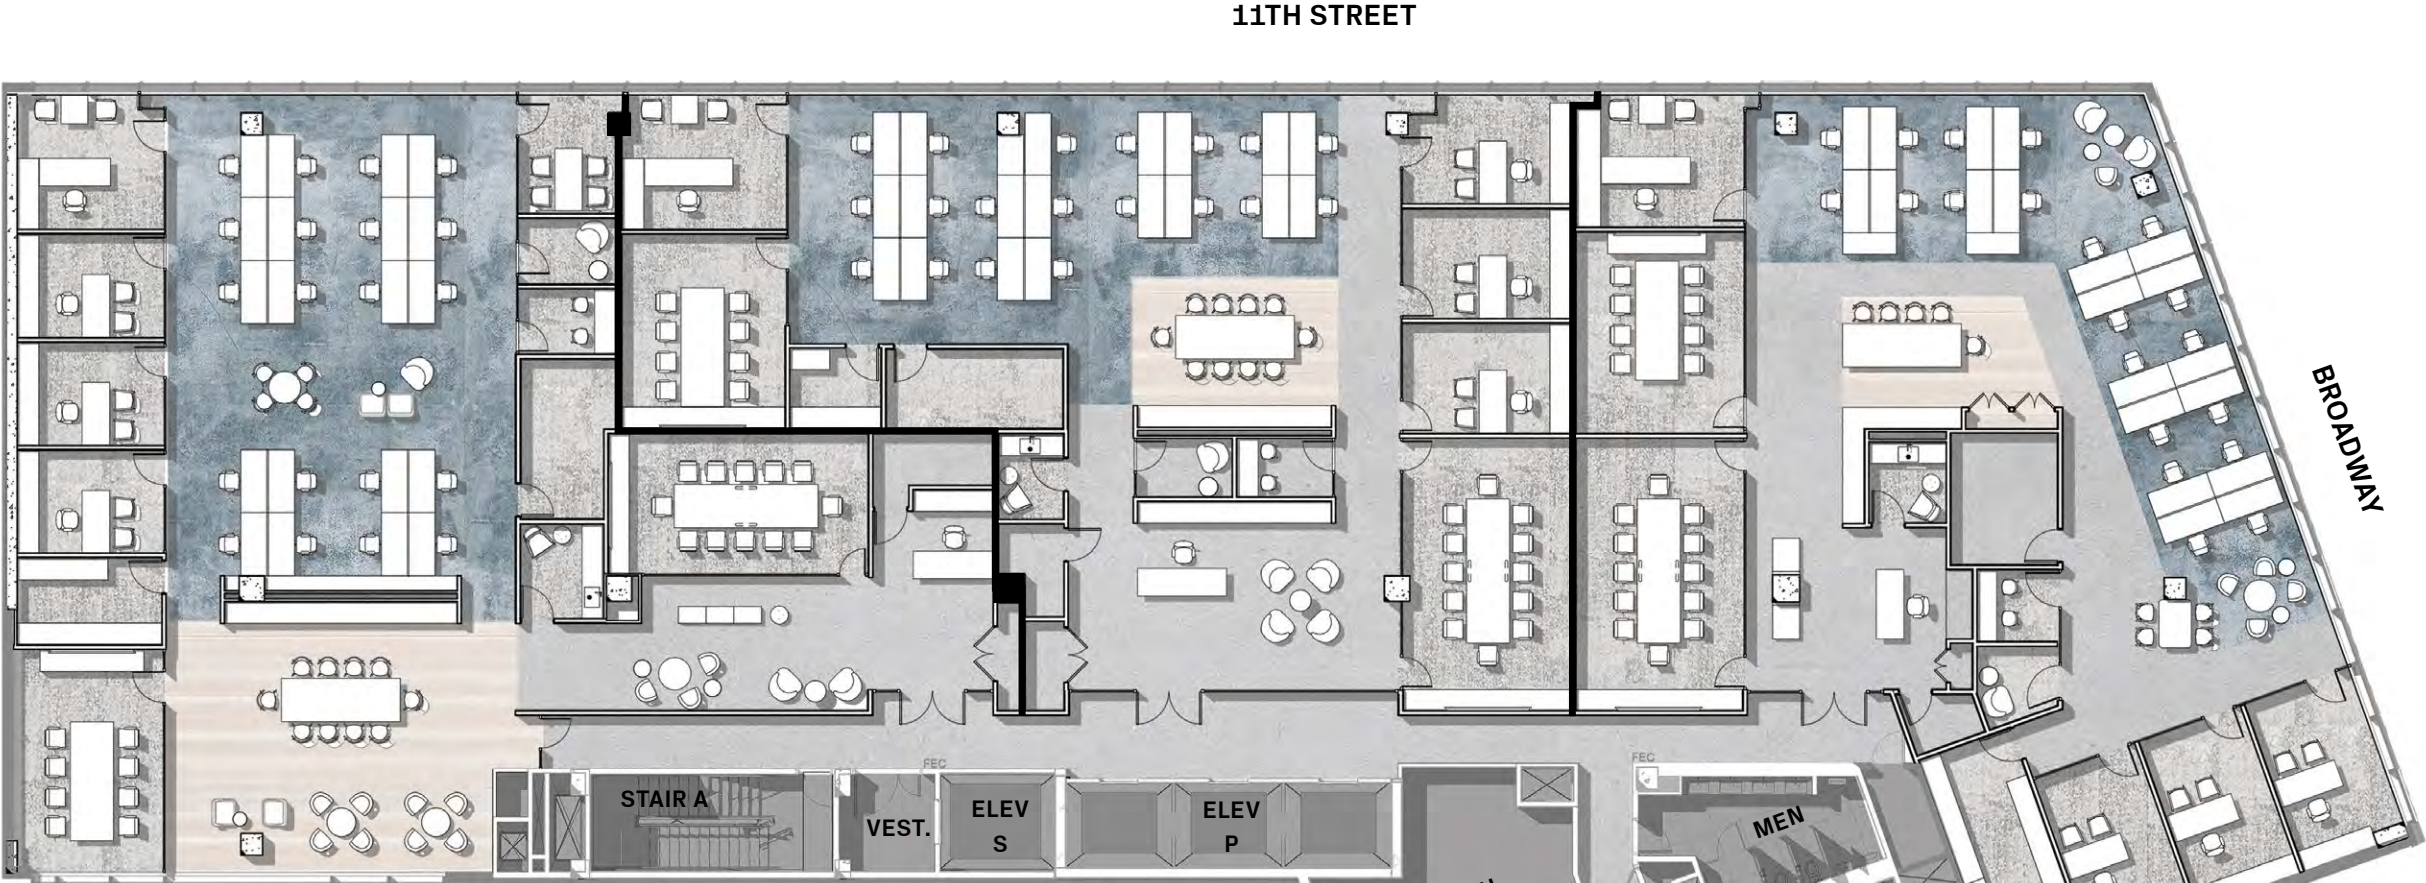 11TH STREET
BROADWAY
FEC
FEC
STAIR A
VEST.
ELEV
S
ELEV
P
MEN